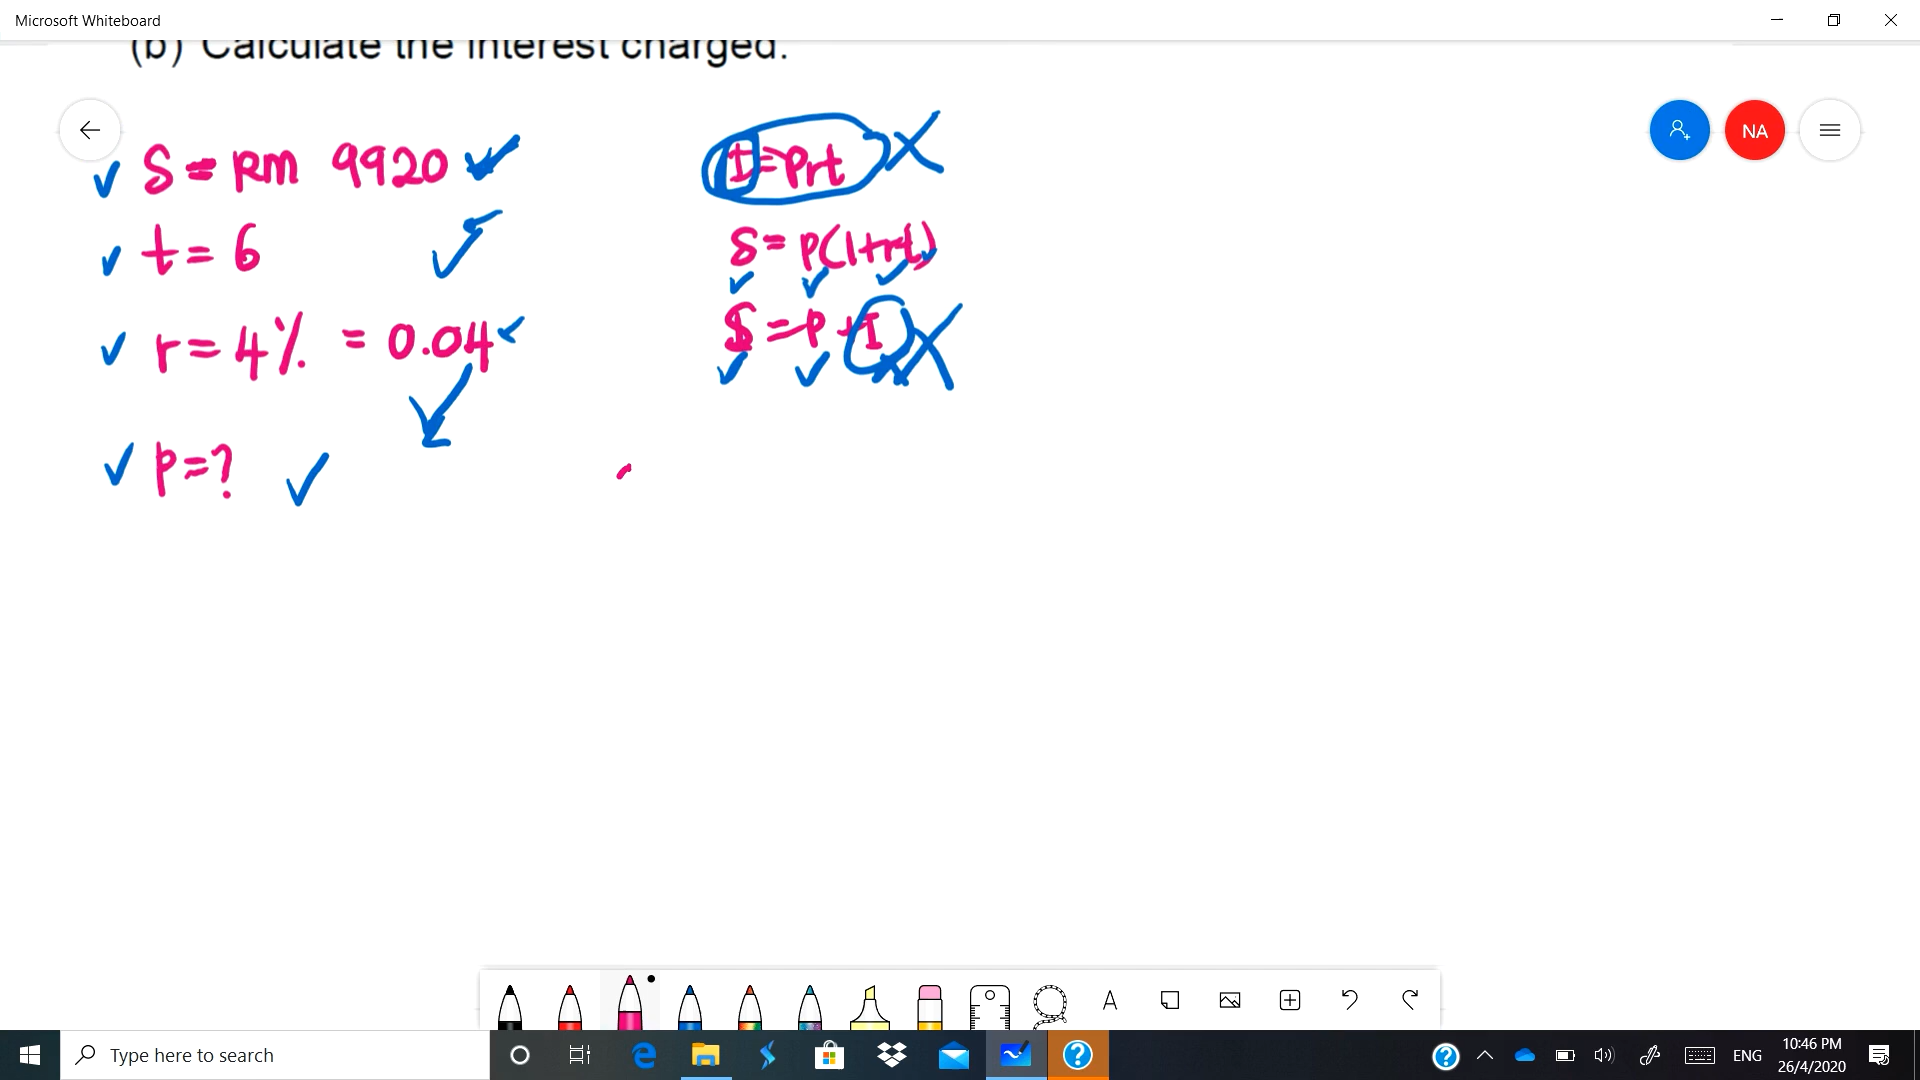 Microsoft Whiteboard
(b) Calculate the interest charged.
S = RM 9920
t = 6
r = 4% = 0.04
P = ?
I = Prt
S = P(1+rt)
S = P + I
NA
A
Type here to search
ENG
10:46 PM
26/4/2020